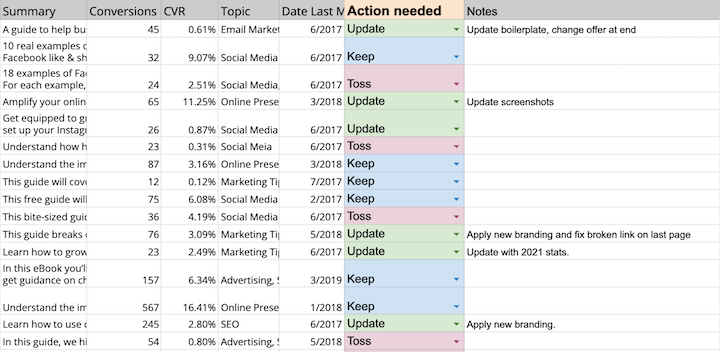 Summary Conversions CVR Topic Date Last M Action needed Notes
A guide to help bu 45 0.61% Email Market 6/2017 Update Update boilerplate, change offer at end
10 real examples c
Facebook like & sh 32 9.07% Social Media 6/2017 Keep
18 examples of Fac
For each example, 24 2.51% Social Media, 6/2017 Toss
Amplify your onlin 65 11.25% Online Prese 3/2018 Update Update screenshots
Get equipped to gr
set up your Instagr 26 0.87% Social Media 6/2017 Update
Understand how h 23 0.31% Social Meia 6/2017 Toss
Understand the im 87 3.16% Online Prese 3/2018 Keep
This guide will cov 12 0.12% Marketing Tip 7/2017 Keep
This free guide will 75 6.08% Social Media 2/2017 Keep
This bite-sized guid 36 4.19% Social Media 6/2017 Toss
This guide breaks 76 3.09% Marketing Tip 5/2018 Update Apply new branding and fix broken link on last page
Learn how to grow 23 2.49% Marketing Tip 6/2017 Update Update with 2021 stats.
In this eBook you'll
get guidance on ch 157 6.34% Advertising, S 3/2019 Keep
Understand the im 567 16.41% Online Prese 1/2018 Keep
Learn how to use 245 2.80% SEO 6/2017 Update Apply new branding.
In this guide, we hi 54 0.80% Advertising, S 5/2018 Toss